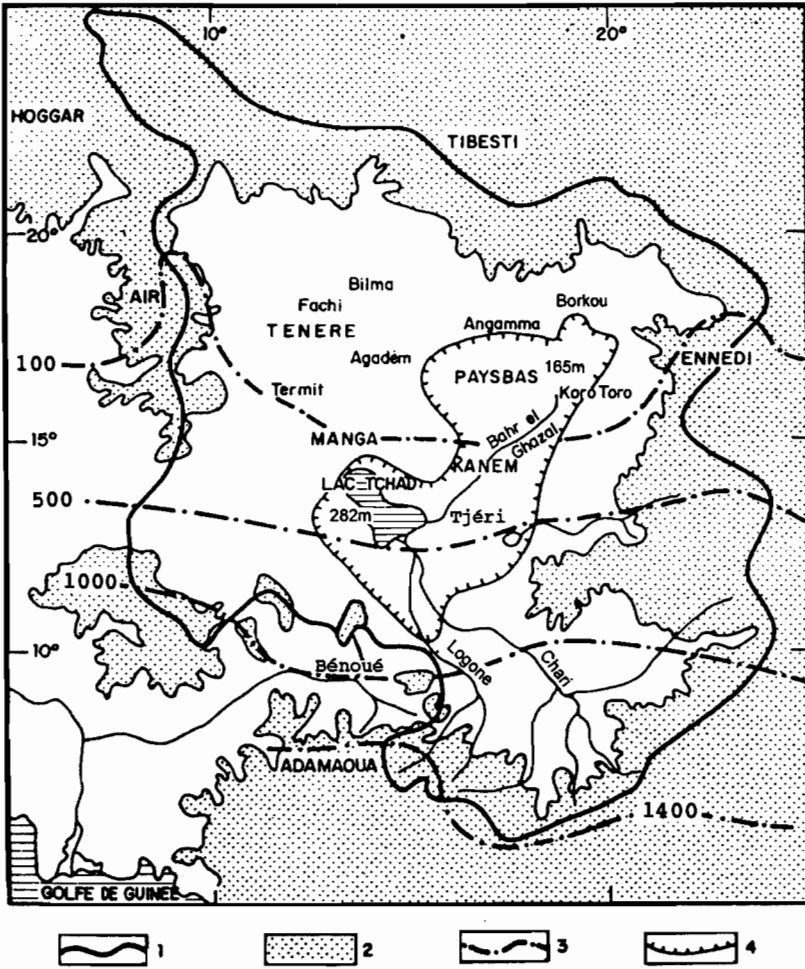 10°
20°
HOGGAR
TIBESTI
20°
AIR
Bilma
Fachi
TENERE
Borkou
Angamma
Agadém
100
ENNEDI
165m
PAYSBAS
Termit
Koro Toro
MANGA
Bahr el
Ghazal
15°
KANEM
LAC-TCHAD
500
282m
Tjéri
1000
10°
Bénoué
Logone
Chari
ADAMAOUA
1400
GOLFE DE GUINEE
1
2
3
4